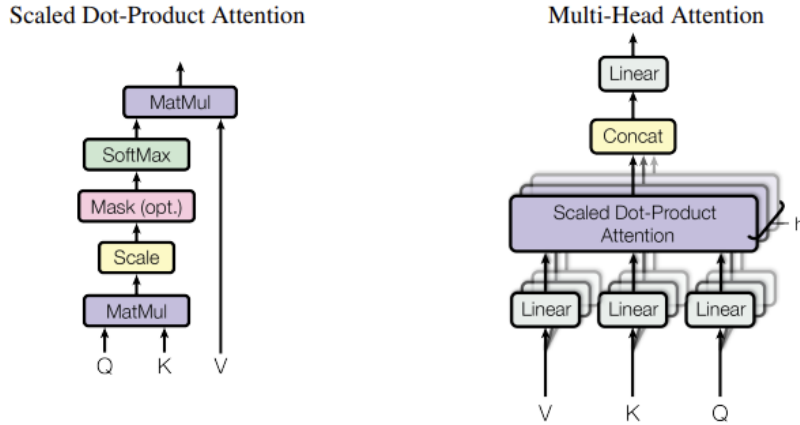 Scaled Dot-Product Attention
MatMul
SoftMax
Mask (opt.)
Scale
MatMul
Q K V
Multi-Head Attention
Linear
Concat
Scaled Dot-Product
Attention
h
Linear Linear Linear
V K Q